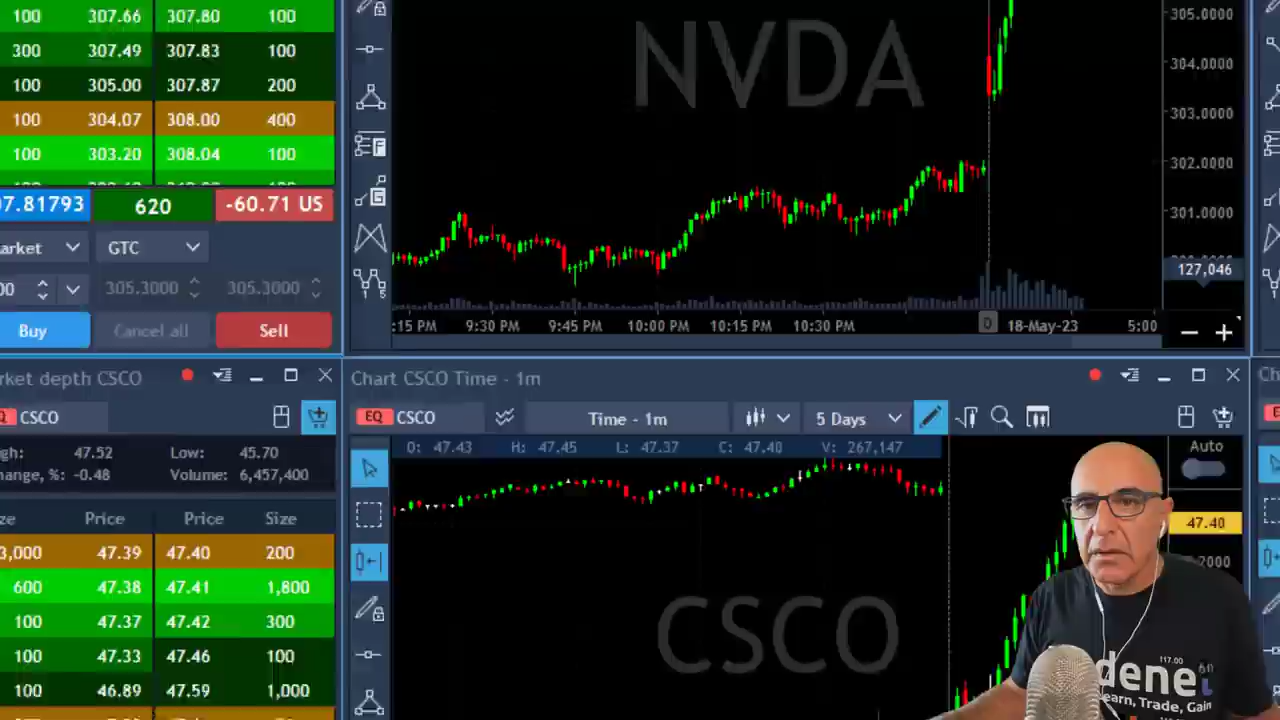 100 307.66 307.80 100
300 307.49 307.83 100
100 305.00 307.87 200
100 304.07 308.00 400
100 303.20 308.04 100
07.81793 620 -60.71 US
arket GTC
00 305.3000 305.3000
Buy Cancel all Sell
NVDA
305.0000
304.0000
303.0000
302.0000
301.0000
127,046
:15 PM 9:30 PM 9:45 PM 10:00 PM 10:15 PM 10:30 PM D 18-May-23 5:00
rket depth CSCO
CSCO
gh: 47.52 Low: 45.70
hange, %: -0.48 Volume: 6,457,400
ze Price Price Size
3,000 47.39 47.40 200
600 47.38 47.41 1,800
100 47.37 47.42 300
100 47.33 47.46 100
100 46.89 47.59 1,000
Chart CSCO Time - 1m
EQ CSCO Time - 1m 5 Days
O: 47.43 H: 47.45 L: 47.37 C: 47.40 V: 267,147
Auto
47.40
2000
CSCO
117.00
dene
earn, Trade, Gain